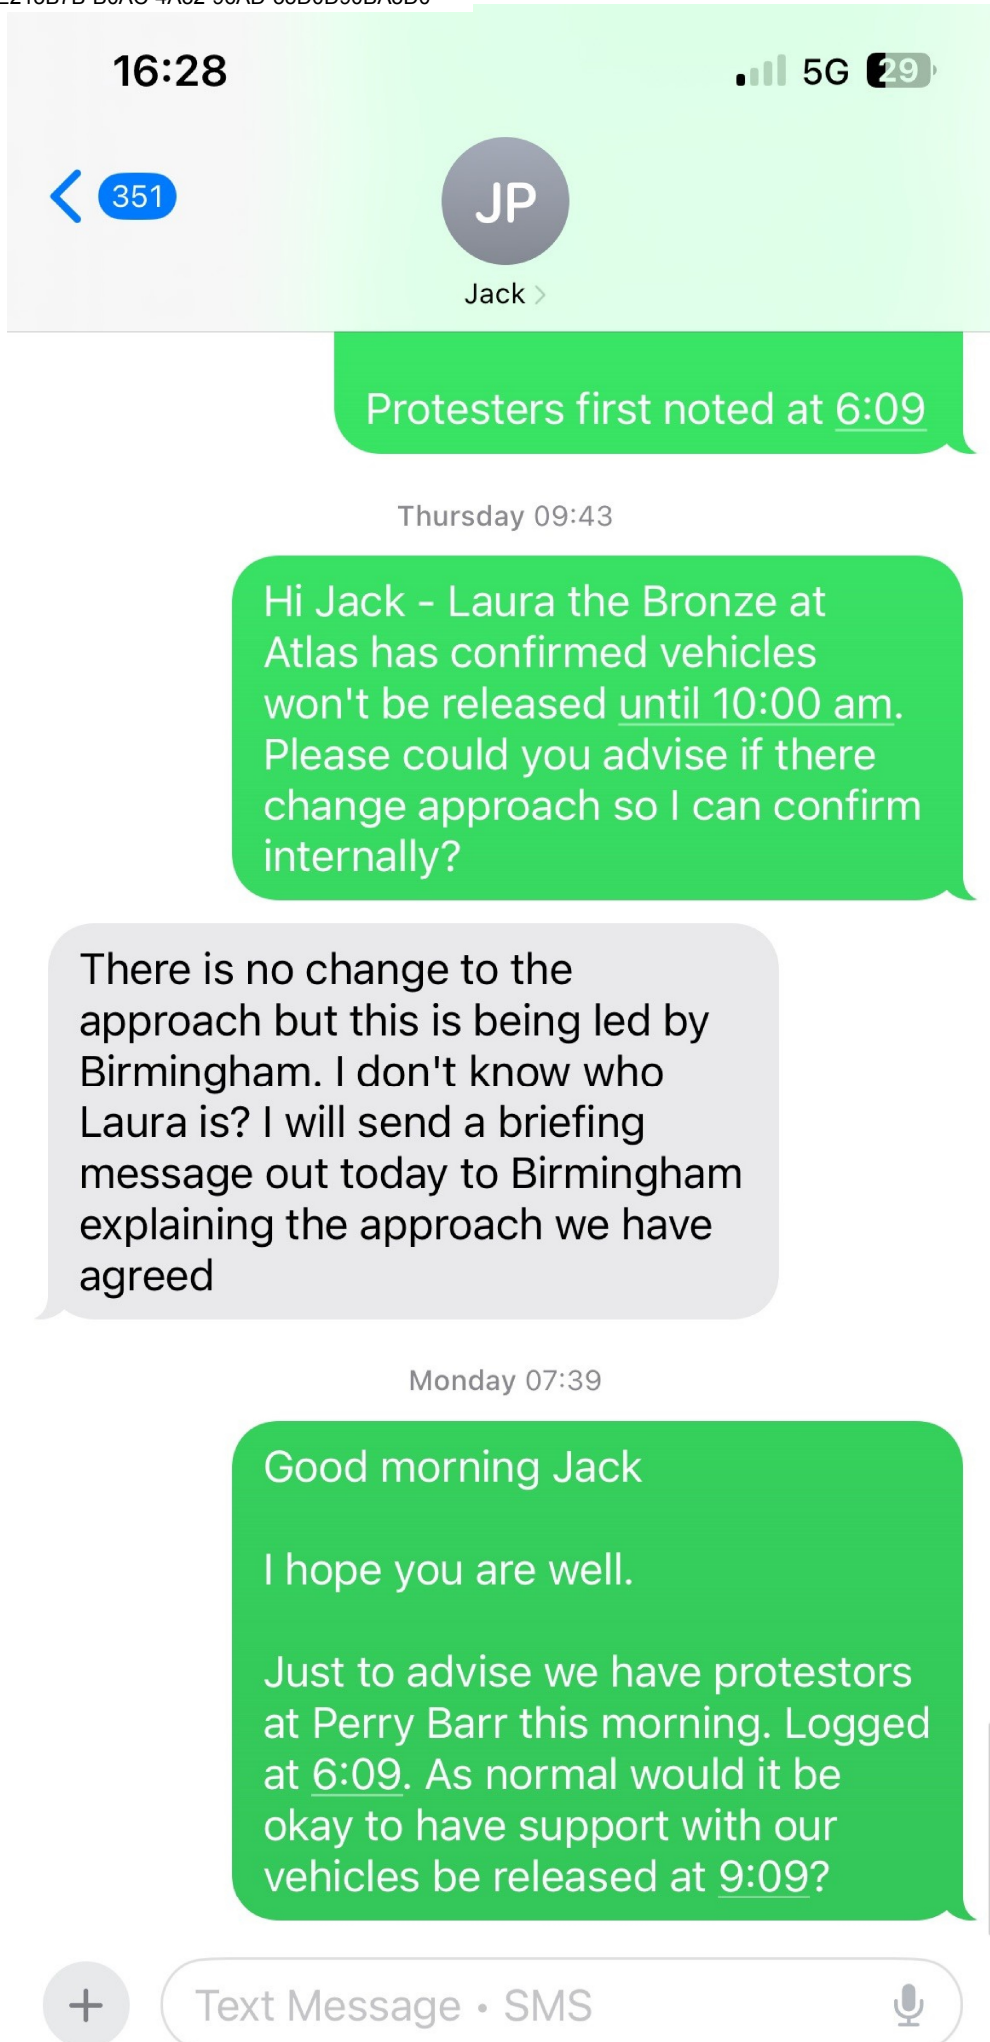 16:28
5G 29
351
JP
Jack
Protesters first noted at 6:09
Thursday 09:43
Hi Jack - Laura the Bronze at
Atlas has confirmed vehicles
won't be released until 10:00 am.
Please could you advise if there
change approach so I can confirm
internally?
There is no change to the
approach but this is being led by
Birmingham. I don't know who
Laura is? I will send a briefing
message out today to Birmingham
explaining the approach we have
agreed
Monday 07:39
Good morning Jack
I hope you are well.
Just to advise we have protestors
at Perry Barr this morning. Logged
at 6:09. As normal would it be
okay to have support with our
vehicles be released at 9:09?
Text Message • SMS